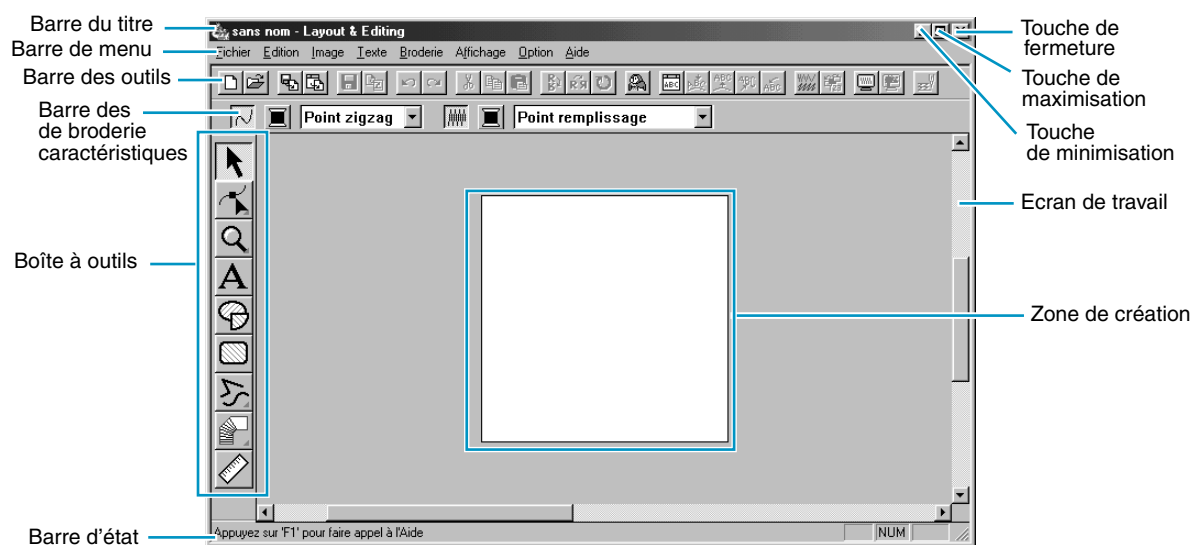 Barre du titre
Barre de menu
Barre des outils
Barre des
de broderie
caractéristiques
Boîte à outils
Barre d'état
sans nom - Layout & Editing
Fichier Edition Image Texte Broderie Affichage Option Aide
ABC
Point zigzag
Point remplissage
A
Appuyez sur 'F1' pour faire appel à l'Aide
NUM
Touche de
fermeture
Touche de
maximisation
Touche
de minimisation
Ecran de travail
Zone de création